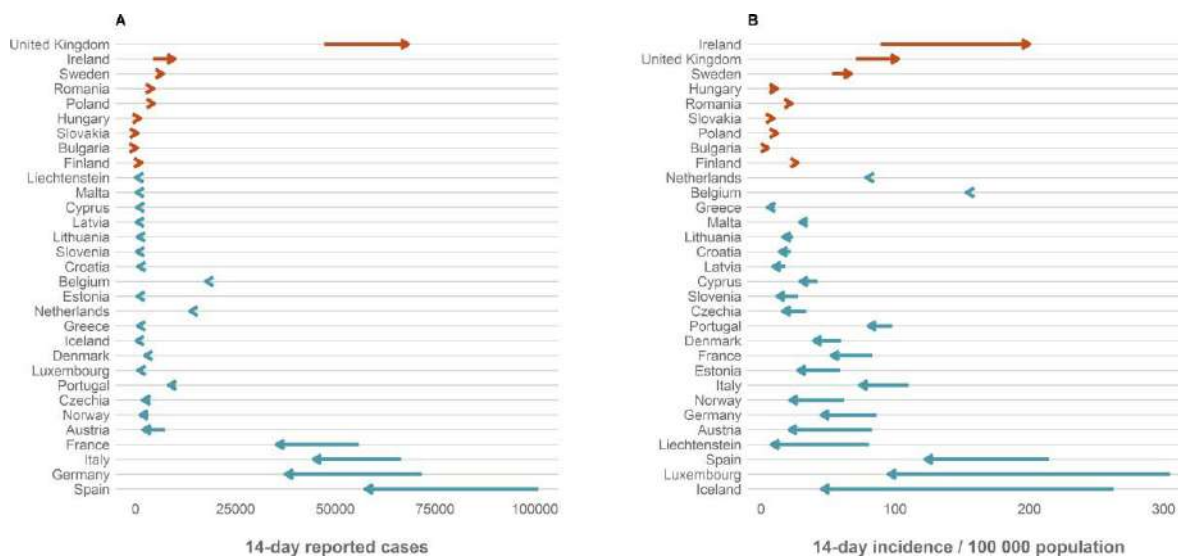 A
United Kingdom
Ireland
Sweden
Romania
Poland
Hungary
Slovakia
Bulgaria
Finland
Liechtenstein
Malta
Cyprus
Latvia
Lithuania
Slovenia
Croatia
Belgium
Estonia
Netherlands
Greece
Iceland
Denmark
Luxembourg
Portugal
Czechia
Norway
Austria
France
Italy
Germany
Spain
0 25000 50000 75000 100000
14-day reported cases
B
Ireland
United Kingdom
Sweden
Hungary
Romania
Slovakia
Poland
Bulgaria
Finland
Netherlands
Belgium
Greece
Malta
Lithuania
Croatia
Latvia
Cyprus
Slovenia
Czechia
Portugal
Denmark
France
Estonia
Italy
Norway
Germany
Austria
Liechtenstein
Spain
Luxembourg
Iceland
0 100 200 300
14-day incidence / 100 000 population